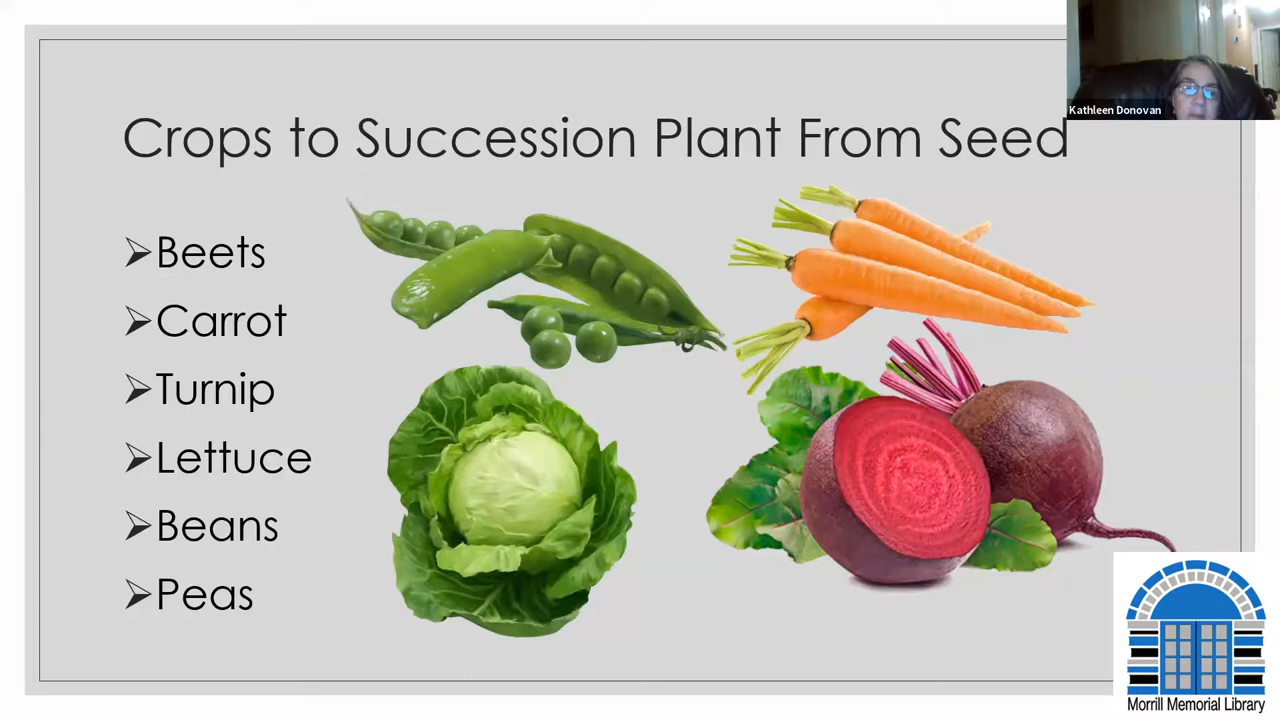 Kathleen Donovan
Crops to Succession Plant From Seed
➢Beets
➢Carrot
➢Turnip
➢Lettuce
➢Beans
➢Peas
Morrill Memorial Library